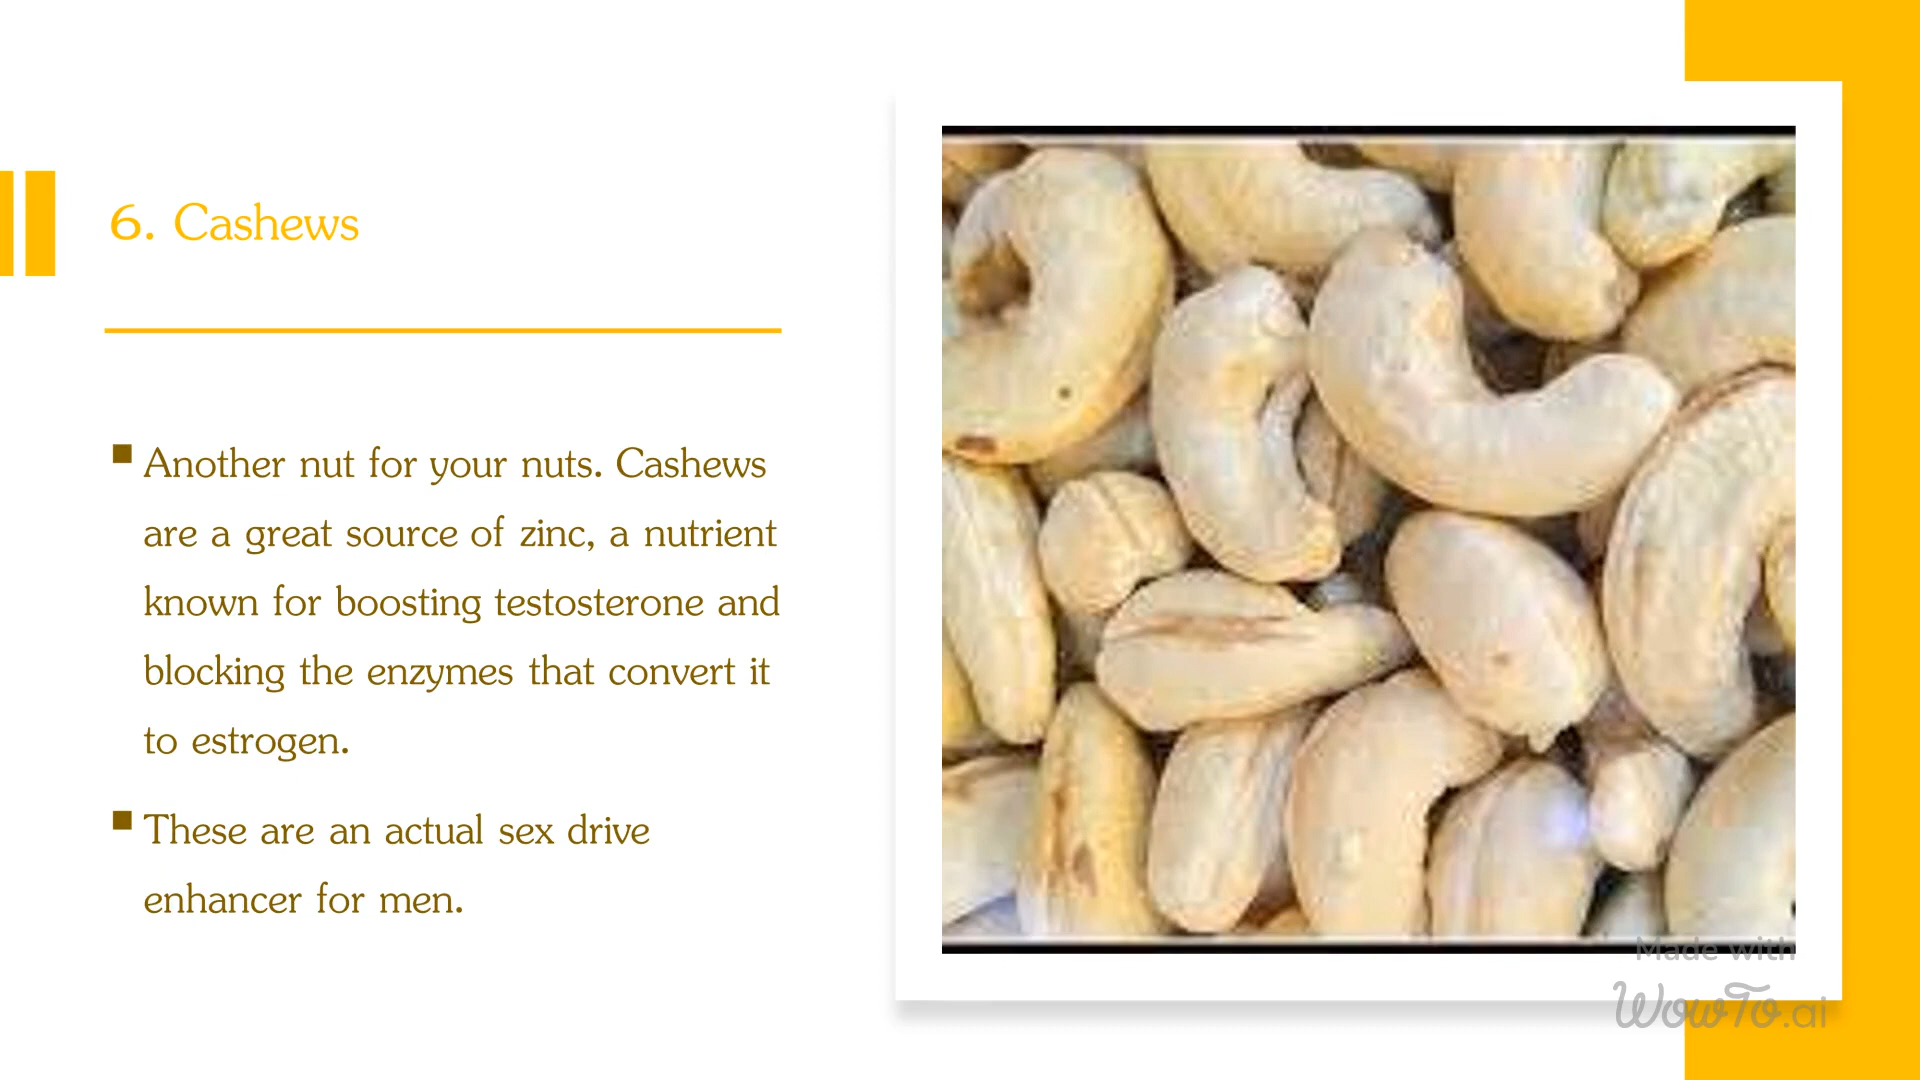 6. Cashews
Another nut for your nuts. Cashews
are a great source of zinc, a nutrient
known for boosting testosterone and
blocking the enzymes that convert it
to estrogen.
These are an actual sex drive
enhancer for men.
Made with
WowTo.ai